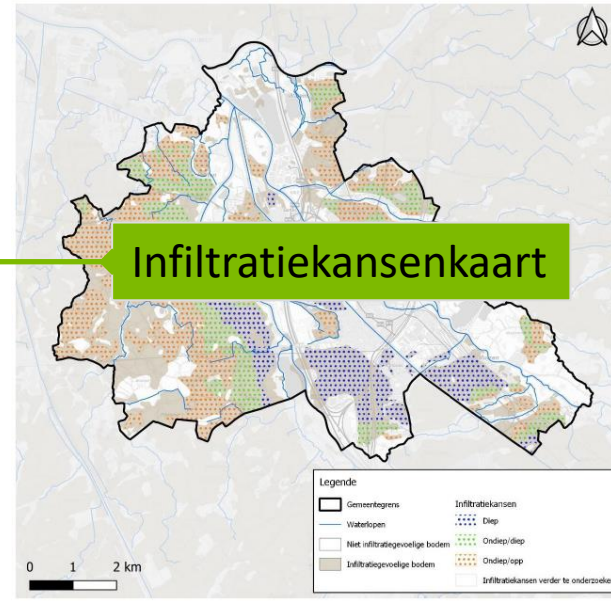 Infiltratiekansenkaart
0 1 2 km
Legende
Gemeentegrens
Waterlopen
Niet infiltratiegevoelige bodem
Infiltratiegevoelige bodem
Infiltratiekansen
Diep
Ondiep/diep
Ondiep/opp
Infiltratiekansen verder te onderzoeke